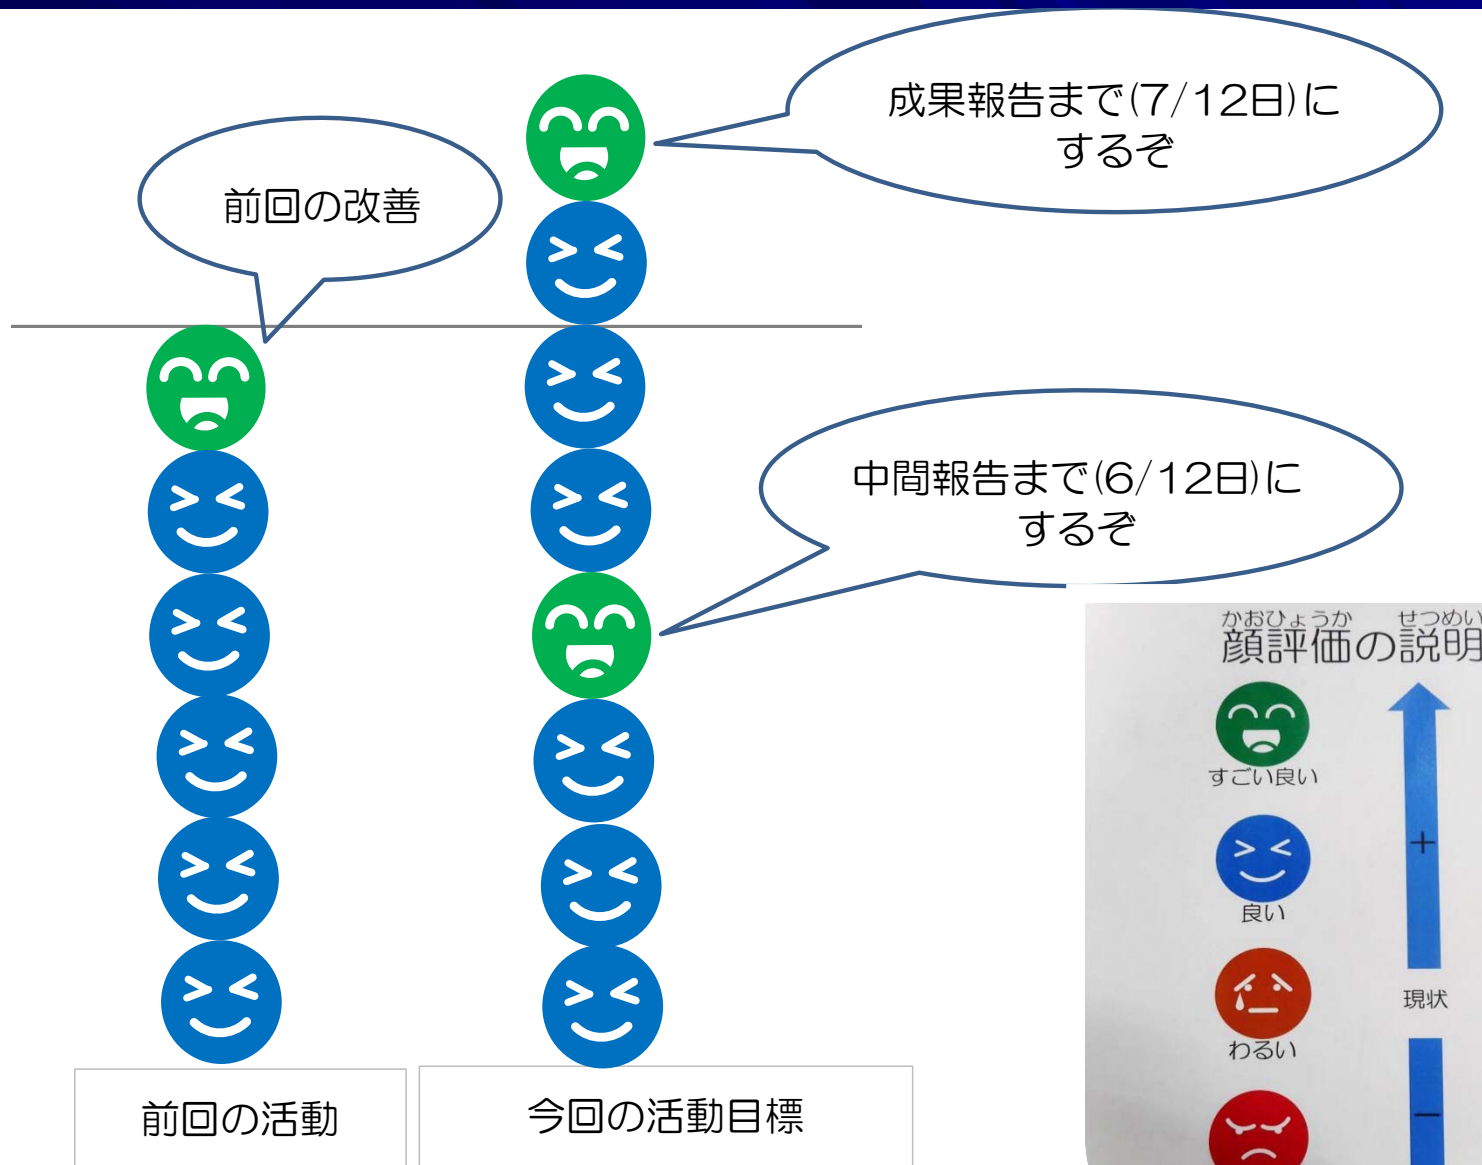 成果報告まで(7/12日)に
するぞ
前回の改善
中間報告まで(6/12日)に
するぞ
かおひょうか せつめい
顔評価の説明
すごい良い
+
良い
現状
わるい
−
前回の活動
今回の活動目標